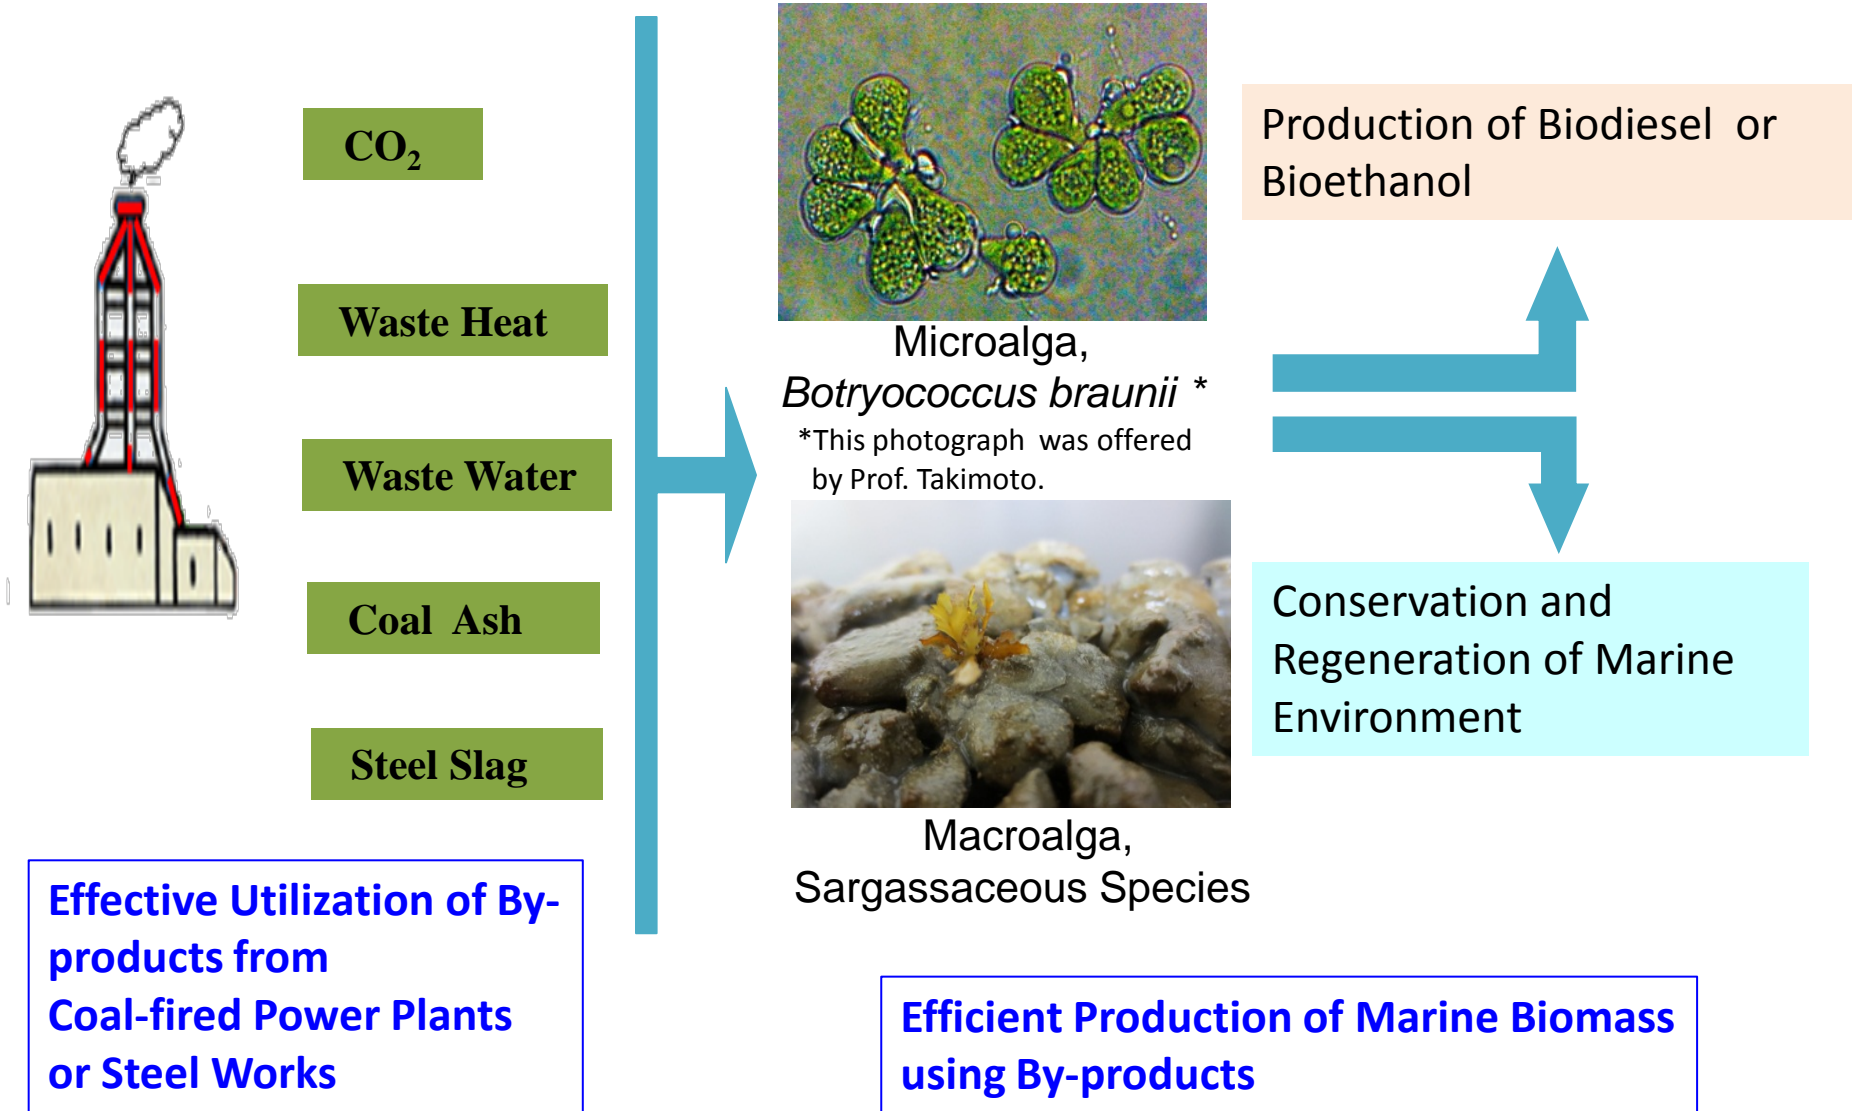 CO₂
Waste Heat
Waste Water
Coal Ash
Steel Slag
Effective Utilization of By-
products from
Coal-fired Power Plants
or Steel Works
Microalga,
Botryococcus braunii *
*This photograph was offered
by Prof. Takimoto.
Macroalga,
Sargassaceous Species
Production of Biodiesel or
Bioethanol
Conservation and
Regeneration of Marine
Environment
Efficient Production of Marine Biomass
using By-products